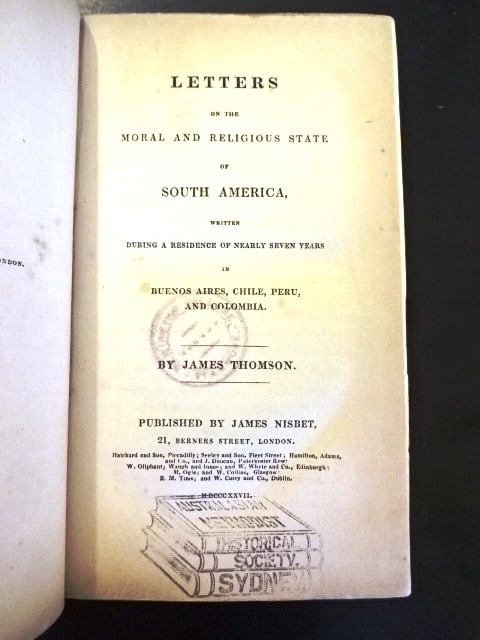 LETTERS
ON THE
MORAL AND RELIGIOUS STATE
OF
SOUTH AMERICA,
WRITTEN
DURING A RESIDENCE OF NEARLY SEVEN YEARS
IN
BUENOS AIRES, CHILE, PERU,
AND COLOMBIA.
BY JAMES THOMSON.
PUBLISHED BY JAMES NISBET,
21, BERNERS STREET, LONDON.
Hatchard and Son, Piccadilly; Seeley and Son, Fleet Street; Hamilton, Adams,
and Co., and J. Duncan, Paternoster Row:
W. Oliphant; Waugh and Innes; and W. Whyte and Co., Edinburgh:
M. Ogle; and W. Collins, Glasgow:
R. M. Tims; and W. Curry and Co., Dublin.
MDCCCXXVII.
AUSTRALASIAN
METHODIST
HISTORICAL
SOCIETY
SYDNEY